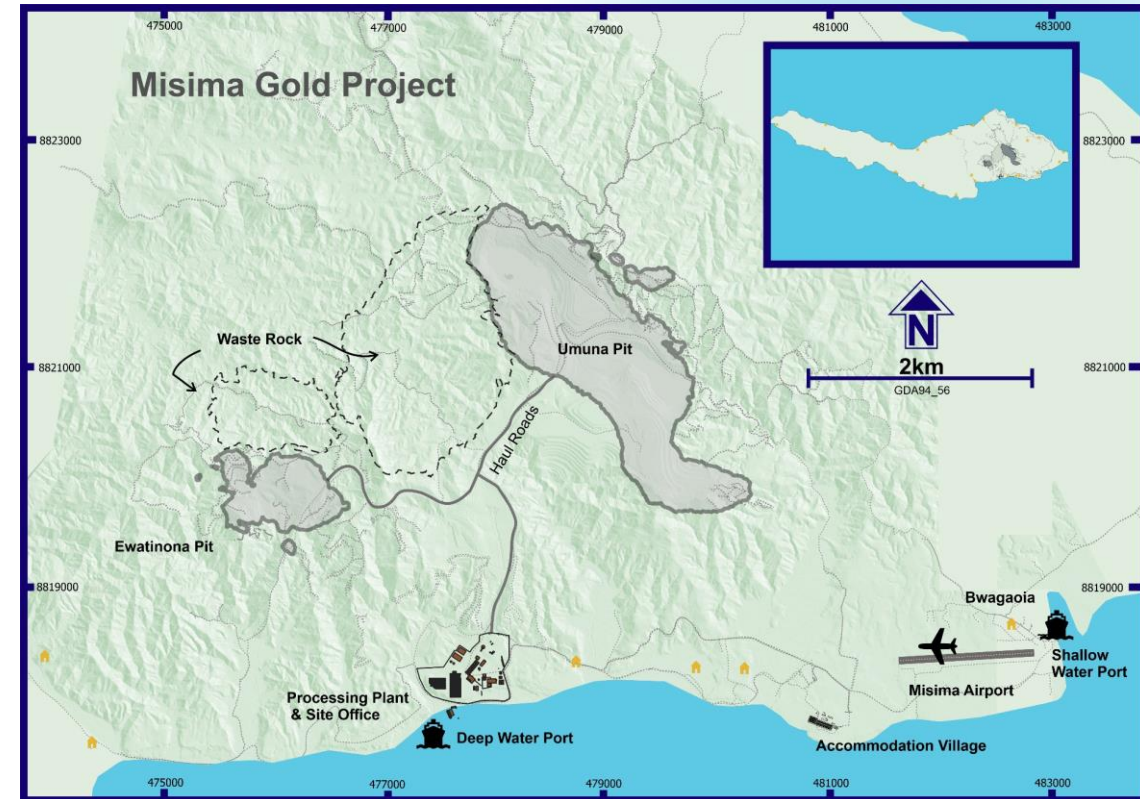 475000
477000
479000
481000
483000
Misima Gold Project
8823000
8823000
N
Waste Rock
Umuna Pit
2km
GDA94_56
8821000
8821000
Haul Roads
Ewatinona Pit
8819000
8819000
Bwagaoia
Shallow
Water Port
Misima Airport
Processing Plant
& Site Office
Deep Water Port
Accommodation Village
475000
477000
479000
481000
483000